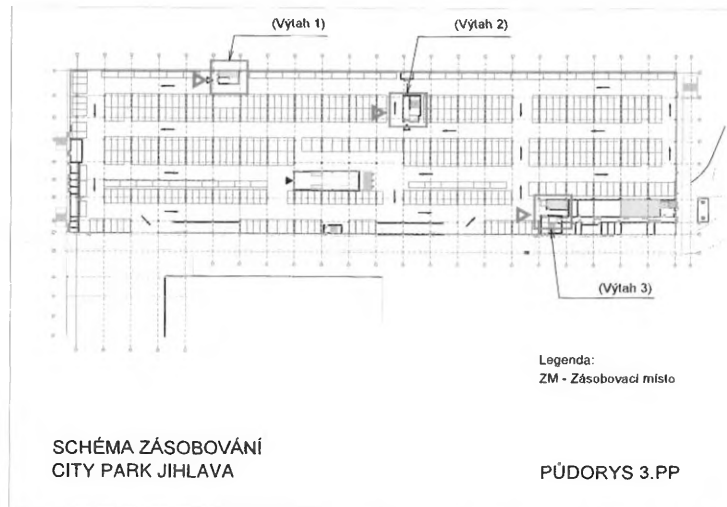 (Výtah 1)
(Výtah 2)
(Výtah 3)
Legenda:
ZM - Zásobovací místo
SCHÉMA ZÁSOBOVÁNÍ
CITY PARK JIHLAVA
PŮDORYS 3.PP